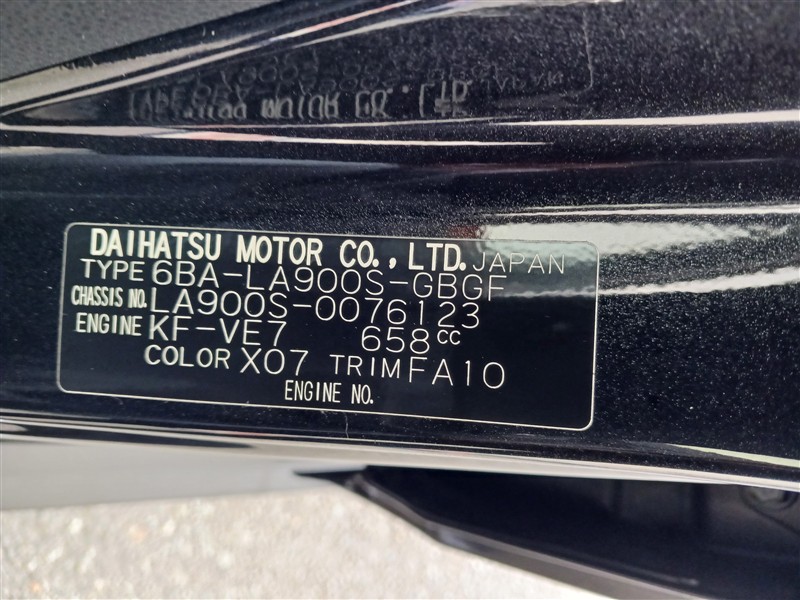 DAIHATSU MOTOR CO., LTD. JAPAN
TYPE 6BA-LA900S-GBGF
CHASSIS NO. LA900S-0076123
ENGINE KF-VE7 658cc
COLOR X07 TRIM FA10
ENGINE NO.